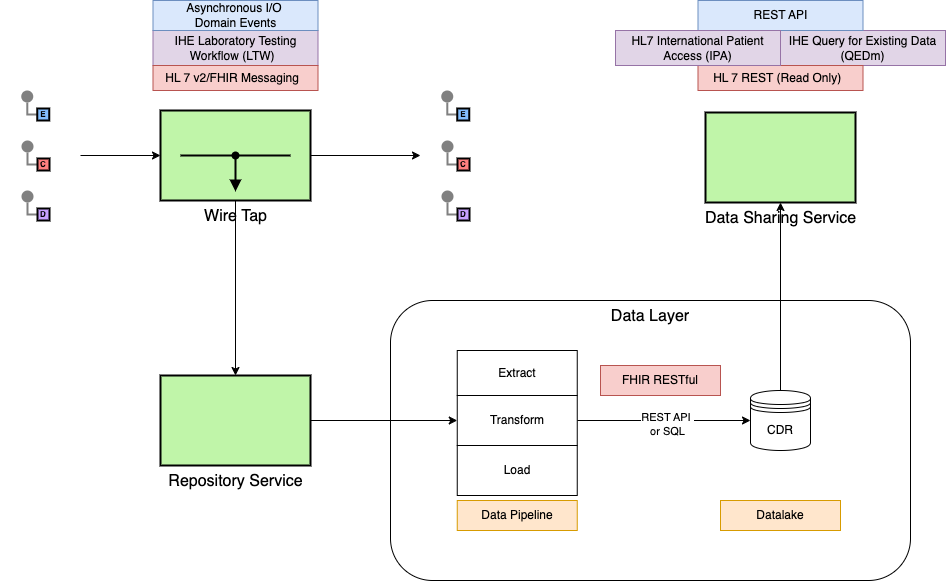 Asynchronous I/O
Domain Events
IHE Laboratory Testing
Workflow (LTW)
HL 7 v2/FHIR Messaging
REST API
HL7 International Patient
Access (IPA)
IHE Query for Existing Data
(QEDm)
HL 7 REST (Read Only)
E
C
D
E
C
D
Wire Tap
Data Sharing Service
Data Layer
Extract
Transform
Load
FHIR RESTful
REST API
or SQL
CDR
Repository Service
Data Pipeline
Datalake